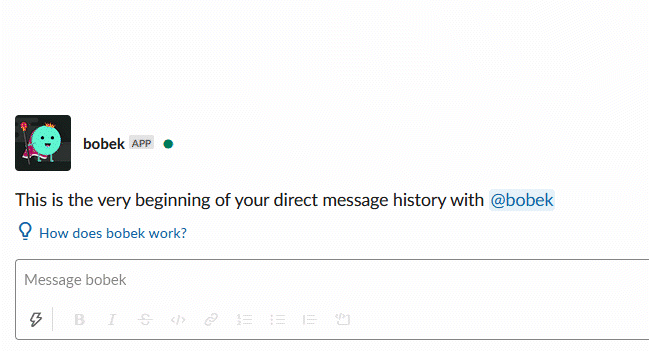 bobek APP
This is the very beginning of your direct message history with @bobek
How does bobek work?
Message bobek
B I S </>